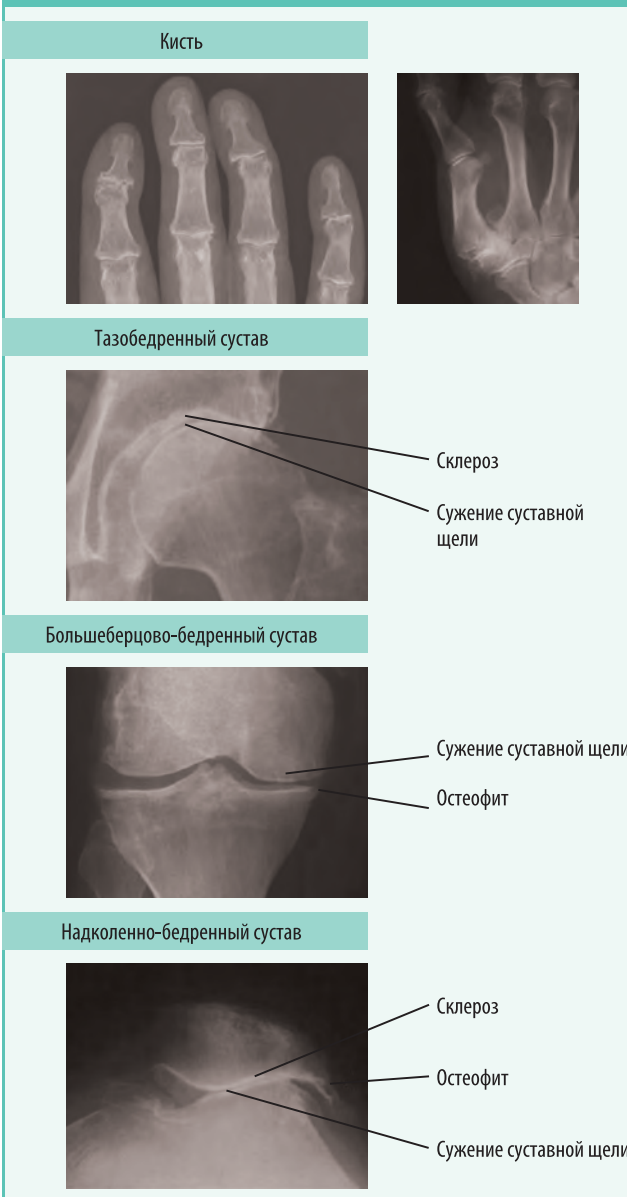 Кисть
Тазобедренный сустав
Склероз
Сужение суставной
щели
Большеберцово-бедренный сустав
Сужение суставной щели
Остеофит
Надколенно-бедренный сустав
Склероз
Остеофит
Сужение суставной щели